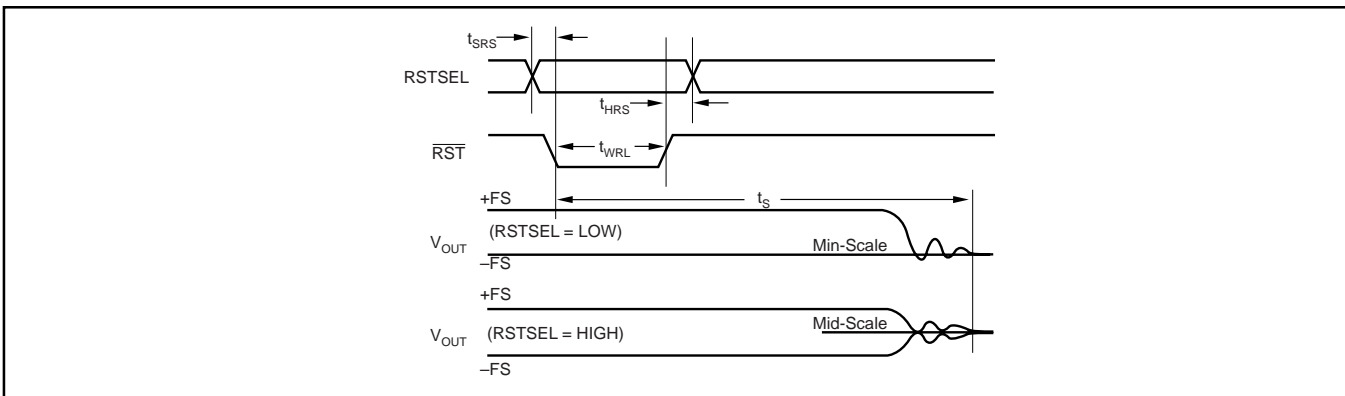 tSRS
RSTSEL
tHRS
RST
tWRL
+FS
tS
VOUT
(RSTSEL = LOW)
Min-Scale
–FS
+FS
Mid-Scale
VOUT
(RSTSEL = HIGH)
–FS